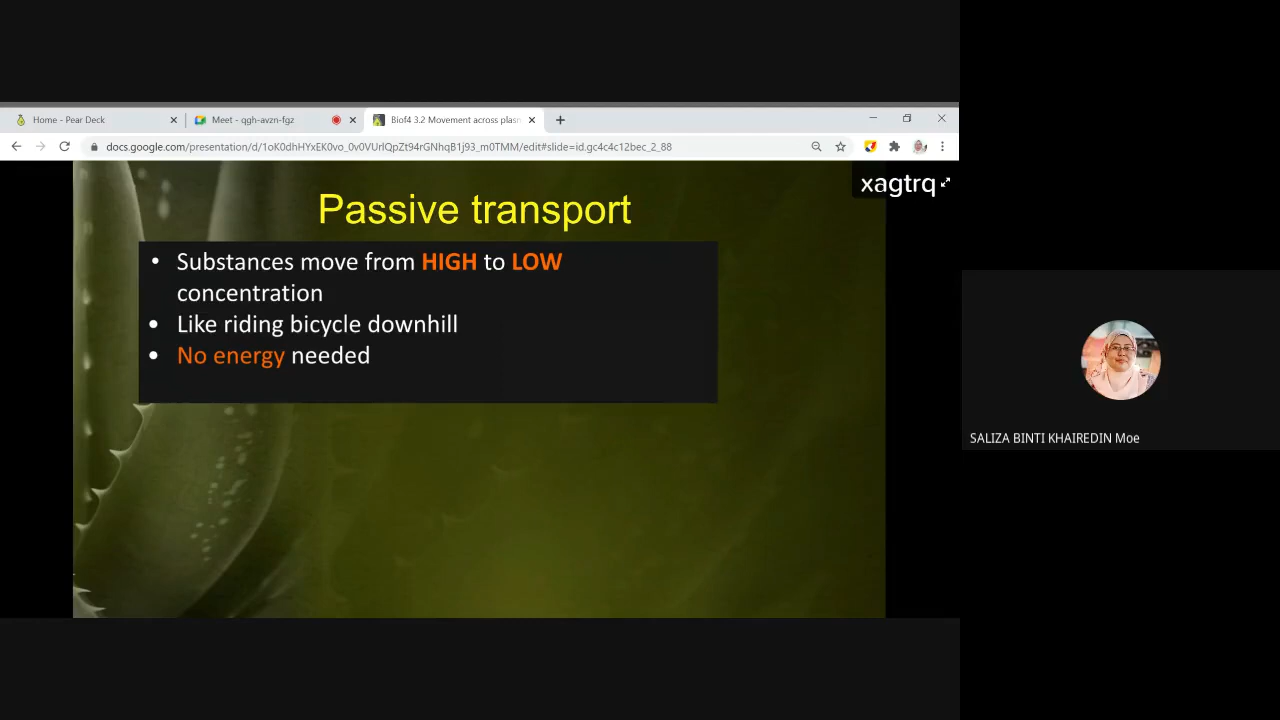 Home - Pear Deck
Meet - qgh-avzn-fgz
Biof4 3.2 Movement across plasm
docs.google.com/presentation/d/1oK0dhHYxEK0vo_0v0VUrlQpZt94rGNhqB1j93_m0TMM/edit#slide=id.gc4c4c12bec_2_88
xagtrq
Passive transport
• Substances move from HIGH to LOW
concentration
• Like riding bicycle downhill
• No energy needed
SALIZA BINTI KHAIREDIN Moe